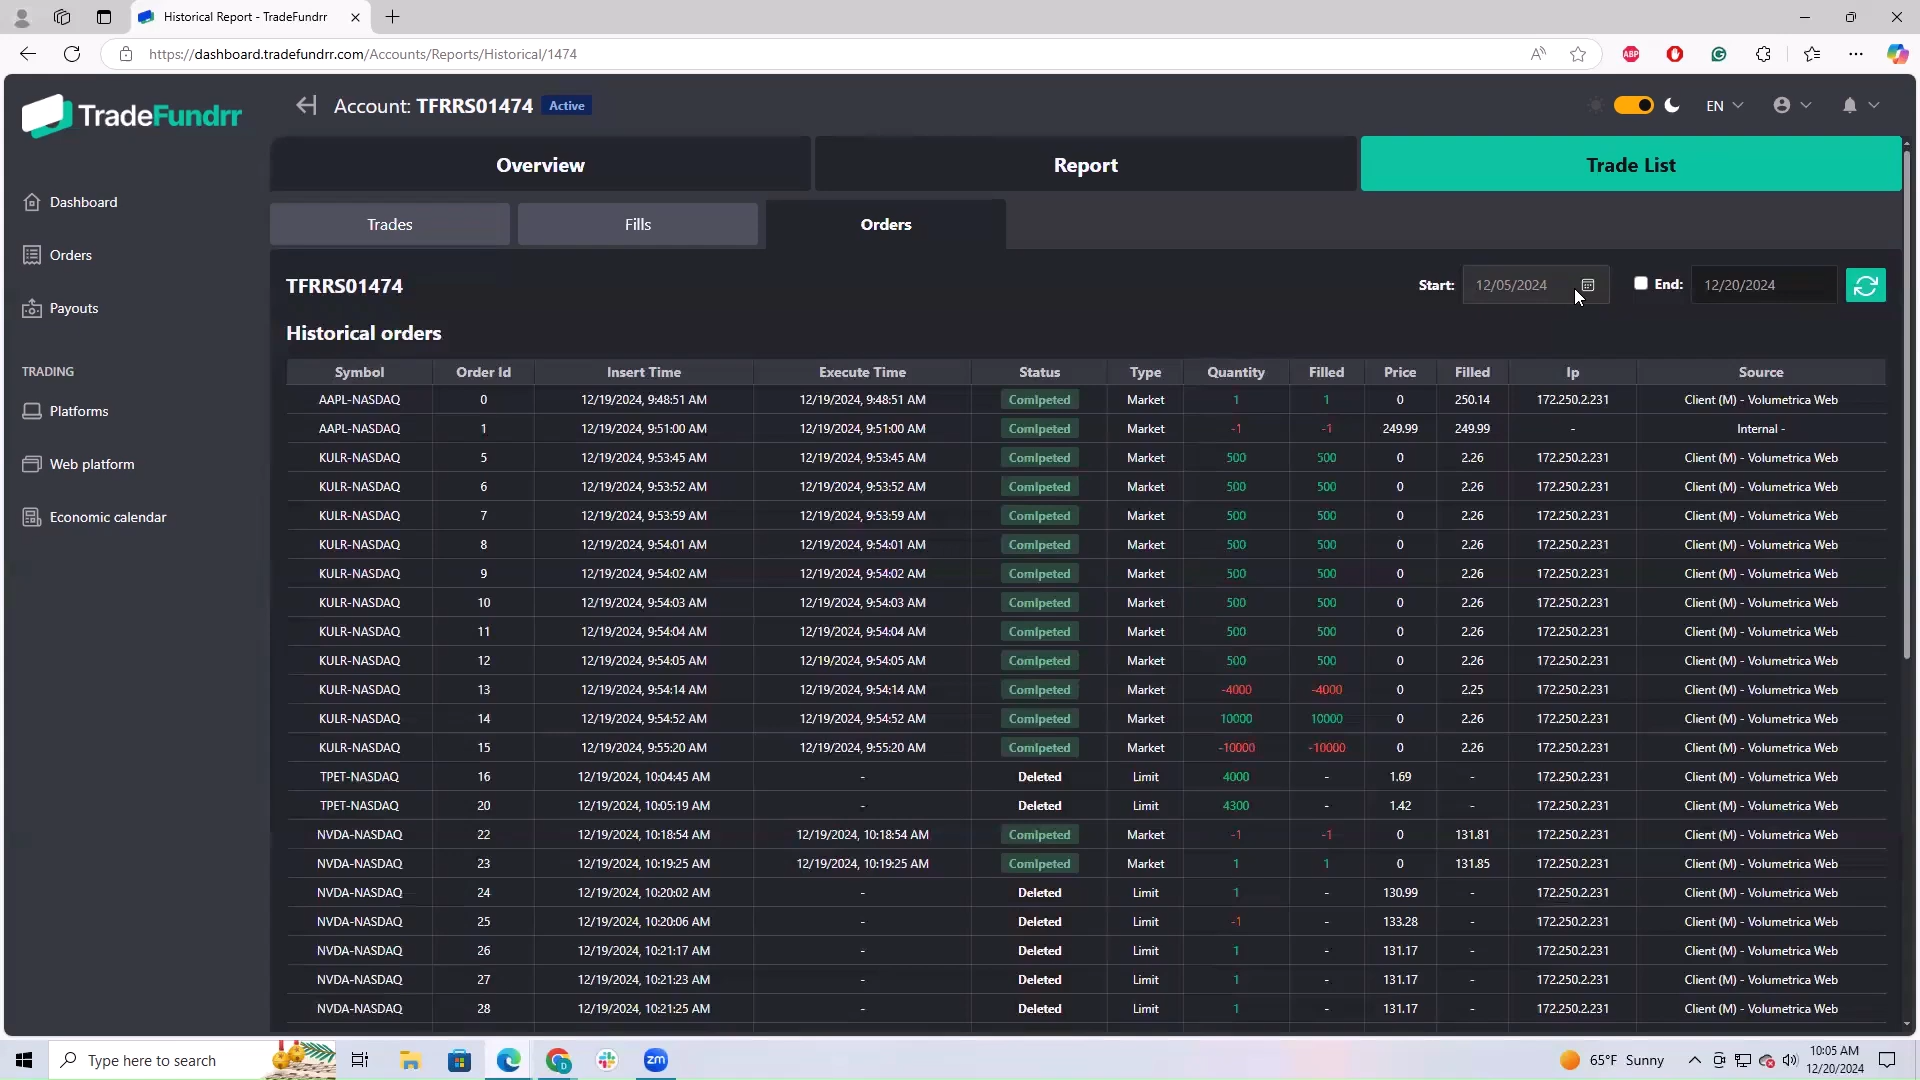 Historical Report - TradeFundrr
https://dashboard.tradefundrr.com/Accounts/Reports/Historical/1474
ABP
TradeFundrr
Account: TFRRS01474 Active
EN
Overview Report Trade List
Dashboard
Orders
Payouts
TRADING
Platforms
Web platform
Economic calendar
Trades Fills Orders
TFRRS01474
Start: 12/05/2024 End: 12/20/2024
Historical orders
Symbol Order Id Insert Time Execute Time Status Type Quantity Filled Price Filled Ip Source
AAPL-NASDAQ 0 12/19/2024, 9:48:51 AM 12/19/2024, 9:48:51 AM Comlpeted Market 1 1 0 250.14 172.250.2.231 Client (M) - Volumetrica Web
AAPL-NASDAQ 1 12/19/2024, 9:51:00 AM 12/19/2024, 9:51:00 AM Comlpeted Market -1 -1 249.99 249.99 - Internal -
KULR-NASDAQ 5 12/19/2024, 9:53:45 AM 12/19/2024, 9:53:45 AM Comlpeted Market 500 500 0 2.26 172.250.2.231 Client (M) - Volumetrica Web
KULR-NASDAQ 6 12/19/2024, 9:53:52 AM 12/19/2024, 9:53:52 AM Comlpeted Market 500 500 0 2.26 172.250.2.231 Client (M) - Volumetrica Web
KULR-NASDAQ 7 12/19/2024, 9:53:59 AM 12/19/2024, 9:53:59 AM Comlpeted Market 500 500 0 2.26 172.250.2.231 Client (M) - Volumetrica Web
KULR-NASDAQ 8 12/19/2024, 9:54:01 AM 12/19/2024, 9:54:01 AM Comlpeted Market 500 500 0 2.26 172.250.2.231 Client (M) - Volumetrica Web
KULR-NASDAQ 9 12/19/2024, 9:54:02 AM 12/19/2024, 9:54:02 AM Comlpeted Market 500 500 0 2.26 172.250.2.231 Client (M) - Volumetrica Web
KULR-NASDAQ 10 12/19/2024, 9:54:03 AM 12/19/2024, 9:54:03 AM Comlpeted Market 500 500 0 2.26 172.250.2.231 Client (M) - Volumetrica Web
KULR-NASDAQ 11 12/19/2024, 9:54:04 AM 12/19/2024, 9:54:04 AM Comlpeted Market 500 500 0 2.26 172.250.2.231 Client (M) - Volumetrica Web
KULR-NASDAQ 12 12/19/2024, 9:54:05 AM 12/19/2024, 9:54:05 AM Comlpeted Market 500 500 0 2.26 172.250.2.231 Client (M) - Volumetrica Web
KULR-NASDAQ 13 12/19/2024, 9:54:14 AM 12/19/2024, 9:54:14 AM Comlpeted Market -4000 -4000 0 2.25 172.250.2.231 Client (M) - Volumetrica Web
KULR-NASDAQ 14 12/19/2024, 9:54:52 AM 12/19/2024, 9:54:52 AM Comlpeted Market 10000 10000 0 2.26 172.250.2.231 Client (M) - Volumetrica Web
KULR-NASDAQ 15 12/19/2024, 9:55:20 AM 12/19/2024, 9:55:20 AM Comlpeted Market -10000 -10000 0 2.26 172.250.2.231 Client (M) - Volumetrica Web
TPET-NASDAQ 16 12/19/2024, 10:04:45 AM - Deleted Limit 4000 - 1.69 - 172.250.2.231 Client (M) - Volumetrica Web
TPET-NASDAQ 20 12/19/2024, 10:05:19 AM - Deleted Limit 4300 - 1.42 - 172.250.2.231 Client (M) - Volumetrica Web
NVDA-NASDAQ 22 12/19/2024, 10:18:54 AM 12/19/2024, 10:18:54 AM Comlpeted Market -1 -1 0 131.81 172.250.2.231 Client (M) - Volumetrica Web
NVDA-NASDAQ 23 12/19/2024, 10:19:25 AM 12/19/2024, 10:19:25 AM Comlpeted Market 1 1 0 131.85 172.250.2.231 Client (M) - Volumetrica Web
NVDA-NASDAQ 24 12/19/2024, 10:20:02 AM - Deleted Limit 1 - 130.99 - 172.250.2.231 Client (M) - Volumetrica Web
NVDA-NASDAQ 25 12/19/2024, 10:20:06 AM - Deleted Limit -1 - 133.28 - 172.250.2.231 Client (M) - Volumetrica Web
NVDA-NASDAQ 26 12/19/2024, 10:21:17 AM - Deleted Limit 1 - 131.17 - 172.250.2.231 Client (M) - Volumetrica Web
NVDA-NASDAQ 27 12/19/2024, 10:21:23 AM - Deleted Limit 1 - 131.17 - 172.250.2.231 Client (M) - Volumetrica Web
NVDA-NASDAQ 28 12/19/2024, 10:21:25 AM - Deleted Limit 1 - 131.17 - 172.250.2.231 Client (M) - Volumetrica Web
Type here to search
zm
65°F Sunny
10:05 AM
12/20/2024